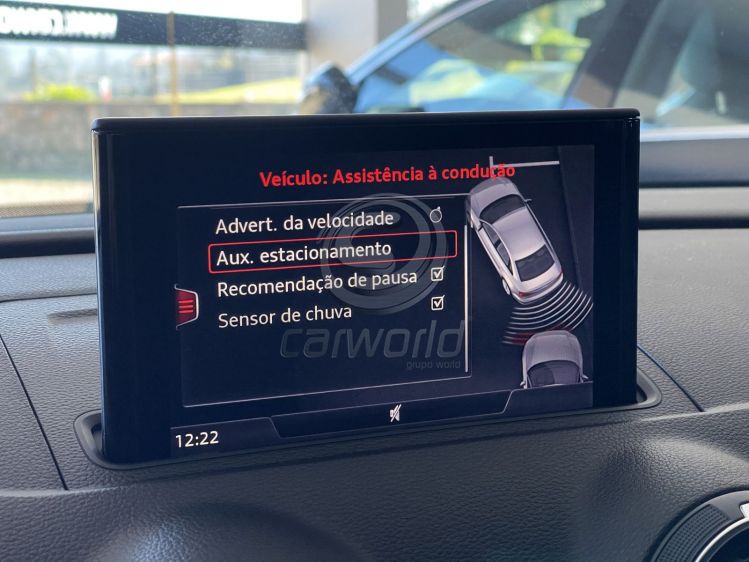 Veículo: Assistência à condução
Advert. da velocidade
Aux. estacionamento
Recomendação de pausa
Sensor de chuva
carworld
grupo world
12:22